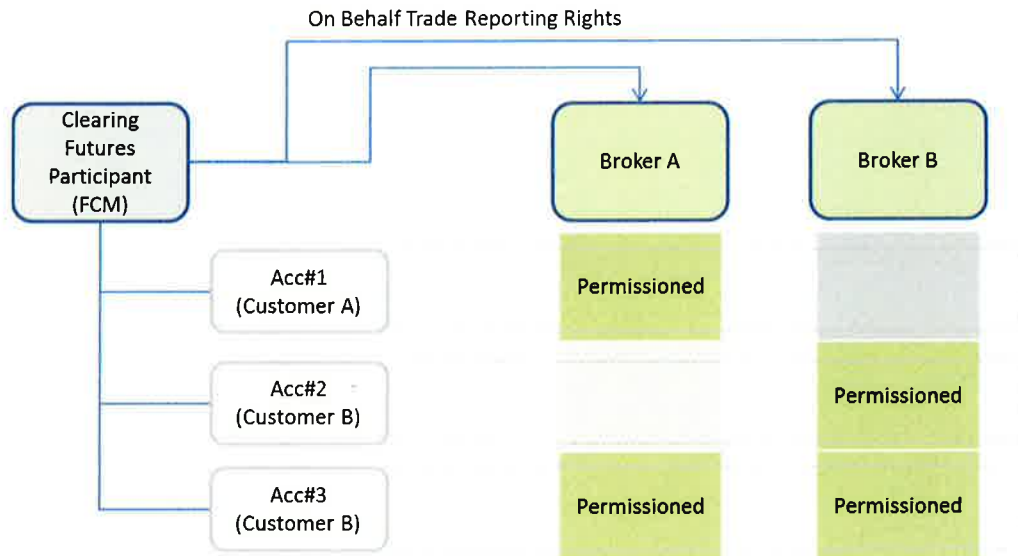 On Behalf Trade Reporting Rights
Clearing
Futures
Participant
(FCM)
Broker A
Broker B
Acc#1
(Customer A)
Permissioned
Acc#2
(Customer B)
Permissioned
Acc#3
(Customer B)
Permissioned
Permissioned